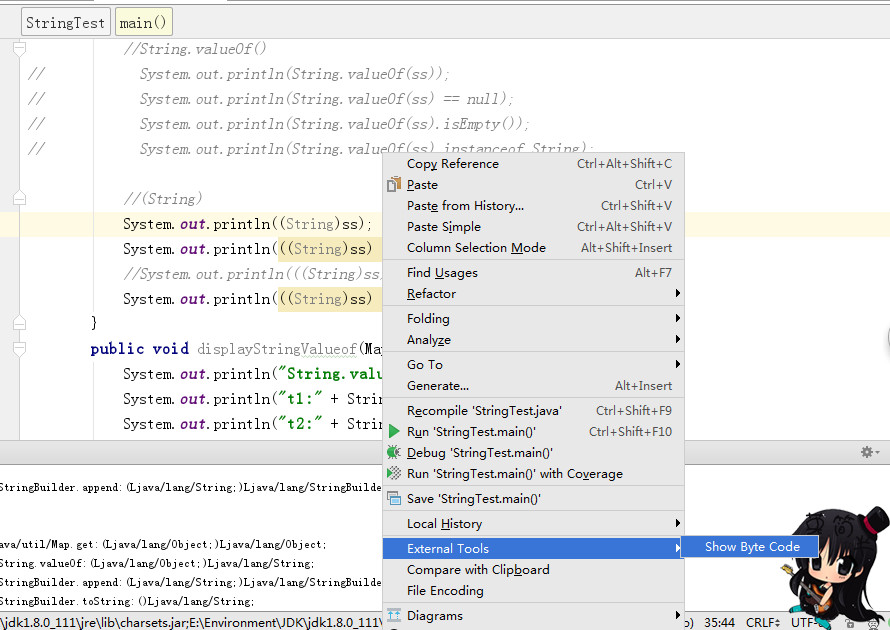 StringTest main()
//String.valueOf()
// System.out.println(String.valueOf(ss));
// System.out.println(String.valueOf(ss) == null);
// System.out.println(String.valueOf(ss).isEmpty());
// System.out.println(String.valueOf(ss) instanceof String);
//(String)
System.out.println((String)ss);
System.out.println(((String)ss)
//System.out.println(((String)ss
System.out.println(((String)ss)
}
public void displayStringValueof(Ma
System.out.println("String.valu
System.out.println("t1:" + Strin
System.out.println("t2:" + Strin
Copy Reference Ctrl+Alt+Shift+C
Paste Ctrl+V
Paste from History... Ctrl+Shift+V
Paste Simple Ctrl+Alt+Shift+V
Column Selection Mode Alt+Shift+Insert
Find Usages Alt+F7
Refactor
Folding
Analyze
Go To
Generate... Alt+Insert
Recompile 'StringTest.java' Ctrl+Shift+F9
Run 'StringTest.main()' Ctrl+Shift+F10
Debug 'StringTest.main()'
Run 'StringTest.main()' with Coverage
Save 'StringTest.main()'
Local History
External Tools
Show Byte Code
Compare with Clipboard
File Encoding
Diagrams
StringBuilder.append:(Ljava/lang/String;)Ljava/lang/StringBuilde
ava/util/Map.get:(Ljava/lang/Object;)Ljava/lang/Object;
String.valueOf:(Ljava/lang/Object;)Ljava/lang/String;
StringBuilder.append:(Ljava/lang/String;)Ljava/lang/StringBuilde
StringBuilder.toString:()Ljava/lang/String;
\jdk1.8.0_111\jre\lib\charsets.jar;E:\Environment\JDK\jdk1.8.0_111\ 35:44 CRLF UTF-